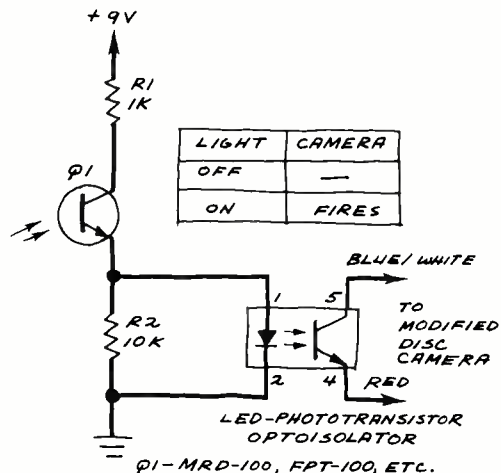 +9V
R1
1K
Q1
LIGHT CAMERA
OFF —
ON FIRES
BLUE/WHITE
1 5
R2
10K
TO
MODIFIED
DISC
CAMERA
2 4
RED
LED-PHOTOTRANSISTOR
OPTOISOLATOR
Q1-MRD-100, FPT-100, ETC.